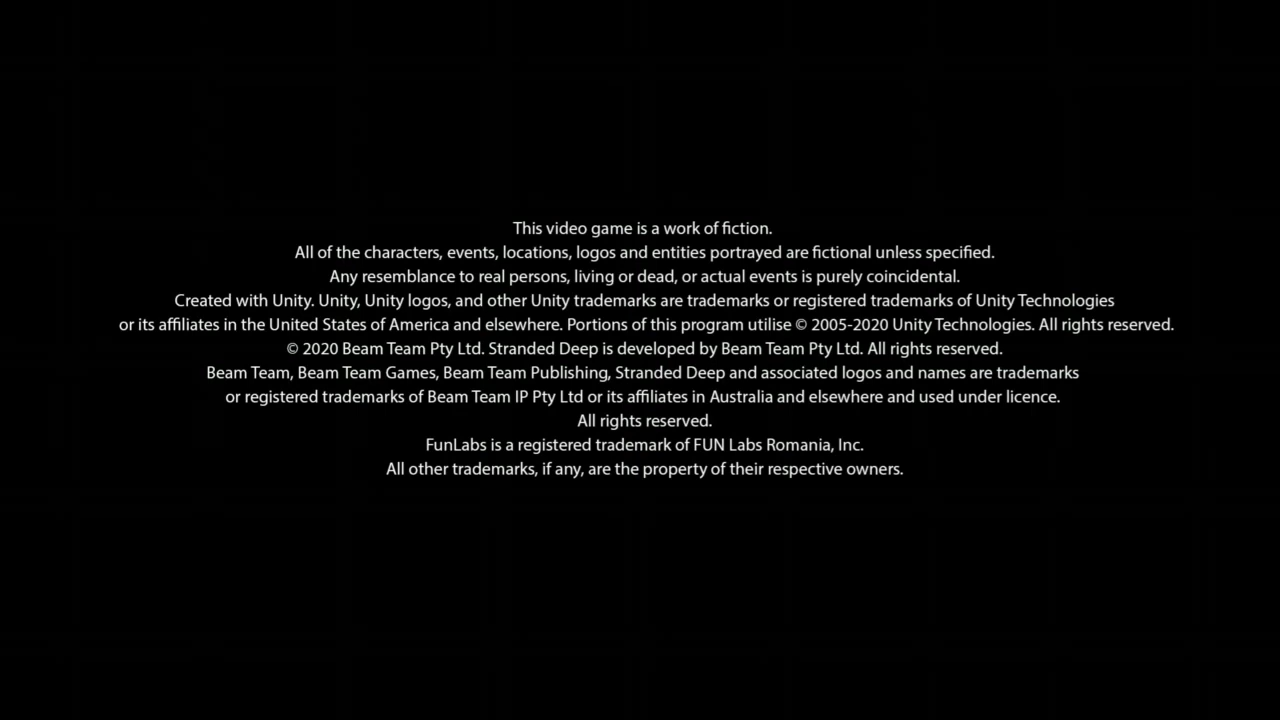 This video game is a work of fiction.
All of the characters, events, locations, logos and entities portrayed are fictional unless specified.
Any resemblance to real persons, living or dead, or actual events is purely coincidental.
Created with Unity. Unity, Unity logos, and other Unity trademarks are trademarks or registered trademarks of Unity Technologies
or its affiliates in the United States of America and elsewhere. Portions of this program utilise © 2005-2020 Unity Technologies. All rights reserved.
© 2020 Beam Team Pty Ltd. Stranded Deep is developed by Beam Team Pty Ltd. All rights reserved.
Beam Team, Beam Team Games, Beam Team Publishing, Stranded Deep and associated logos and names are trademarks
or registered trademarks of Beam Team IP Pty Ltd or its affiliates in Australia and elsewhere and used under licence.
All rights reserved.
FunLabs is a registered trademark of FUN Labs Romania, Inc.
All other trademarks, if any, are the property of their respective owners.